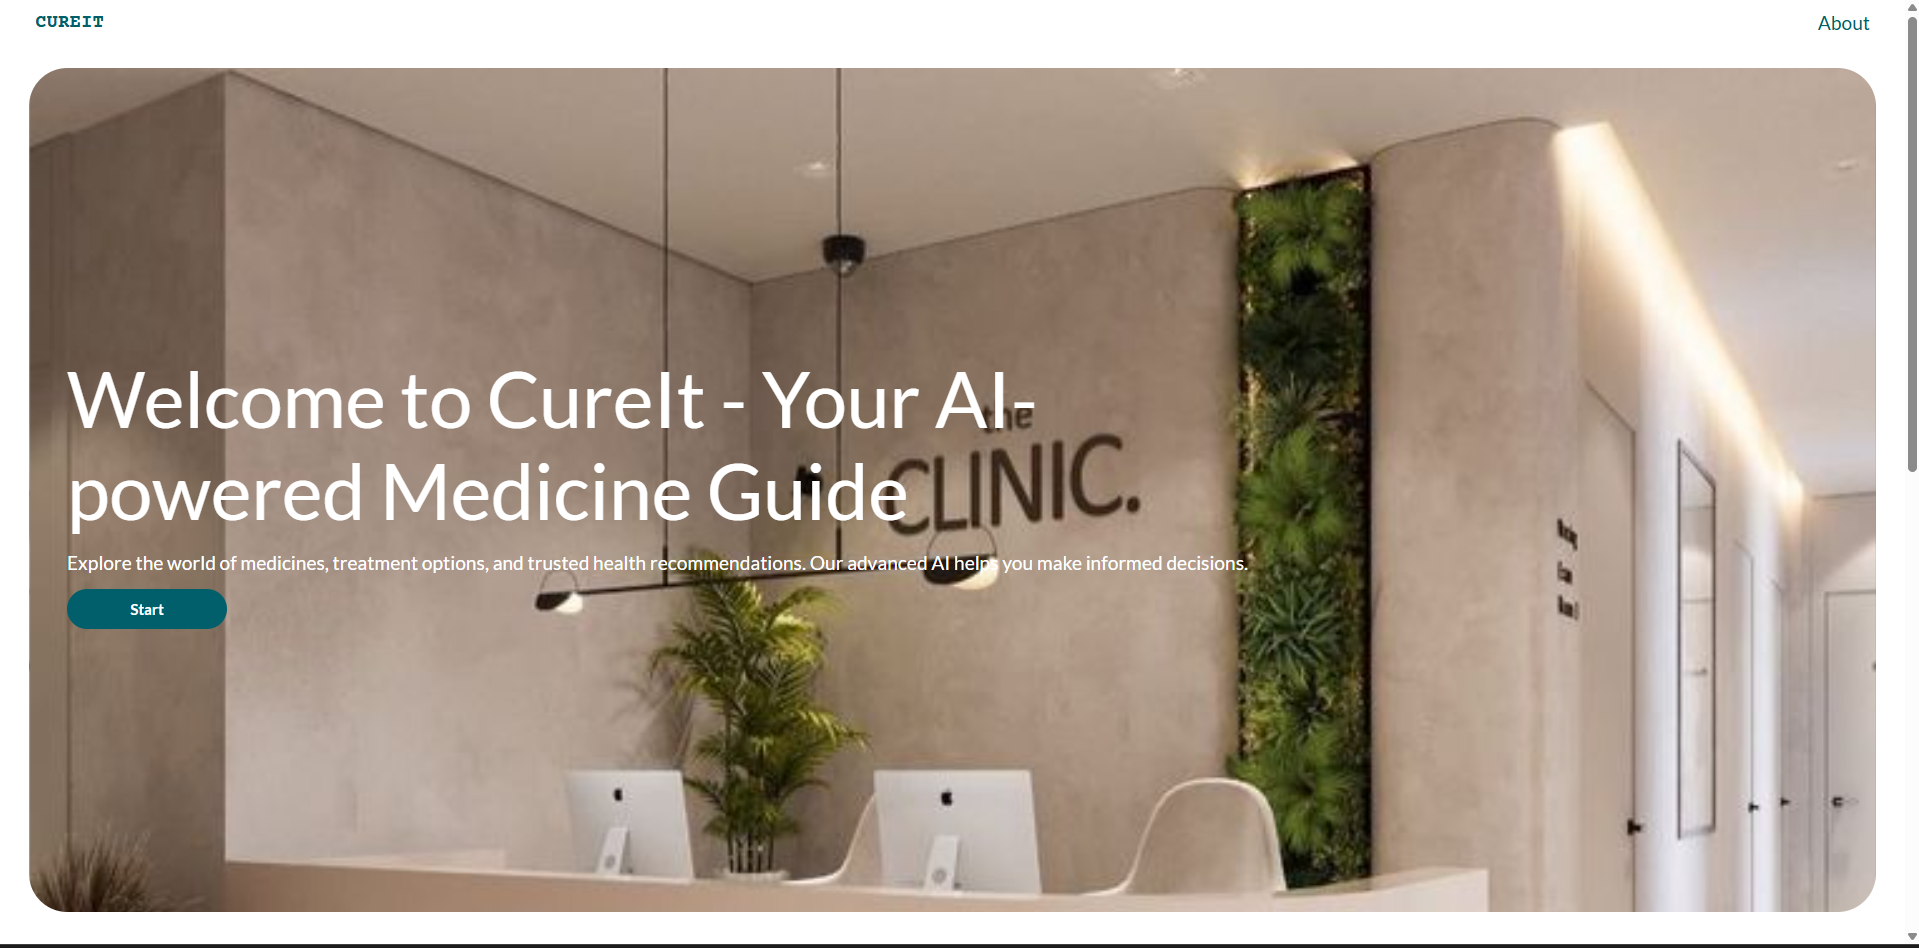 CUREIT
About
Welcome to CureIt - Your AI-
powered Medicine Guide
the
CLINIC.
Explore the world of medicines, treatment options, and trusted health recommendations. Our advanced AI helps you make informed decisions.
Start